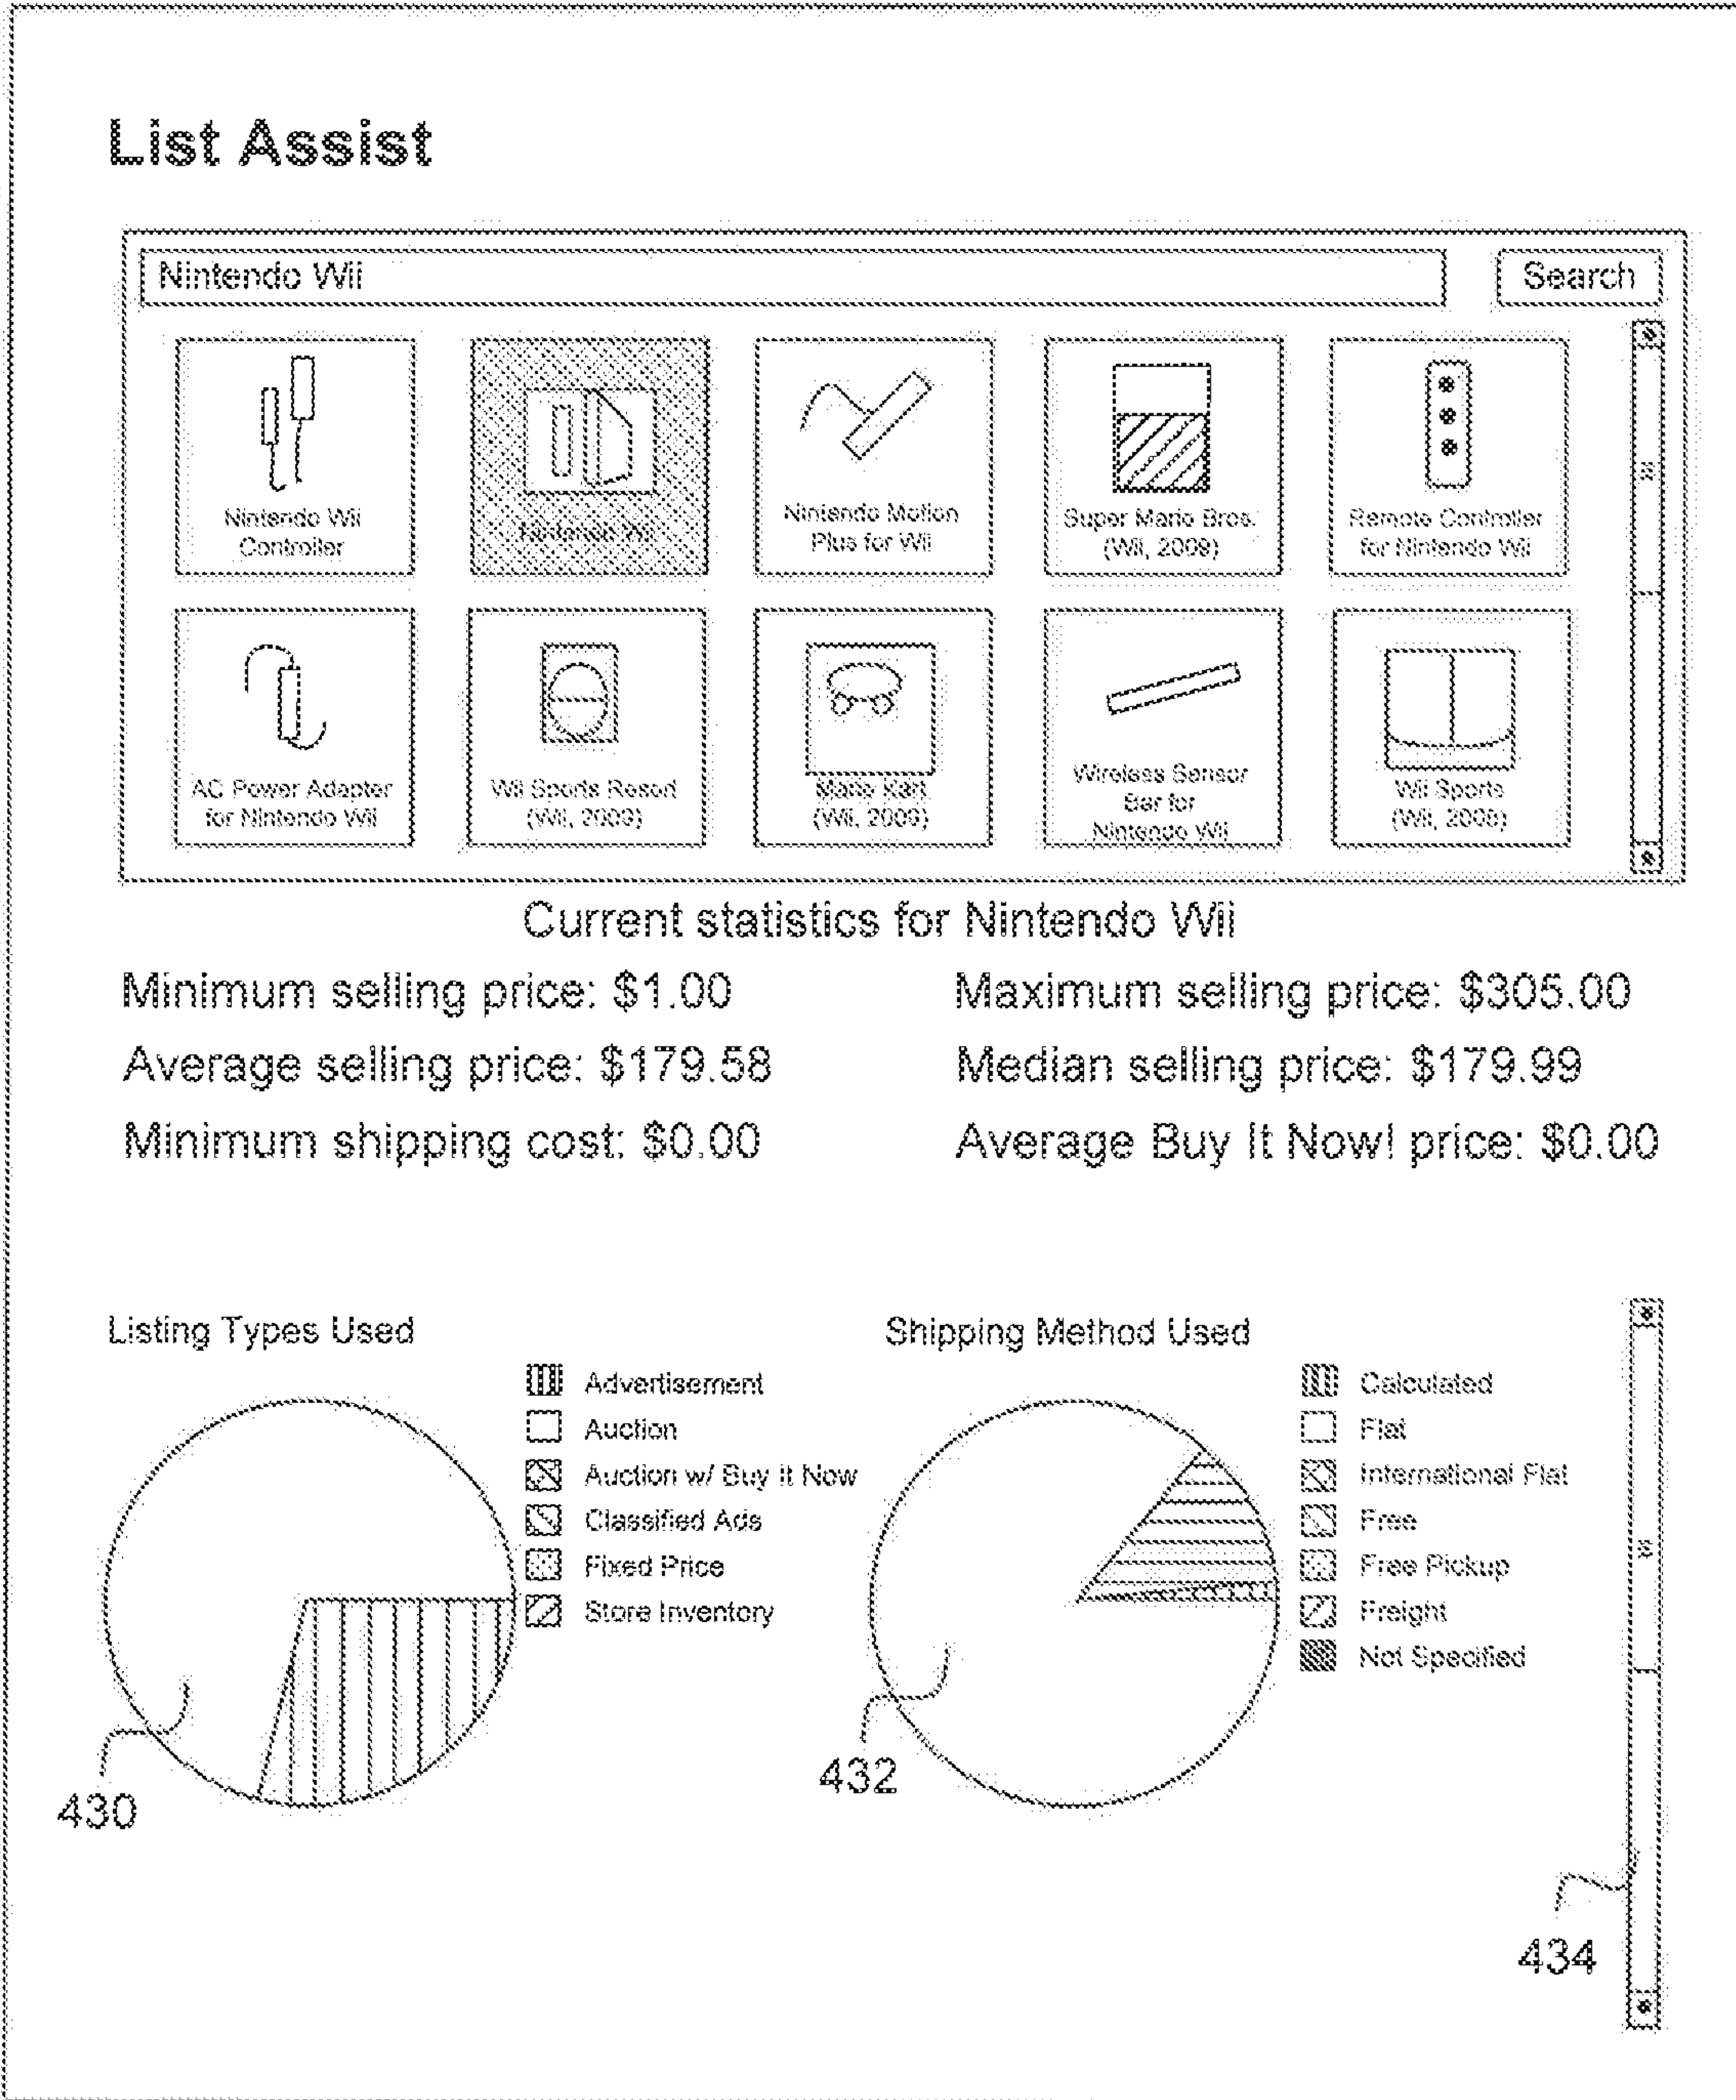 List Assist
Nintendo Wii
Search
Nintendo Wii
Controller
Nintendo Wii
Nintendo Motion
Plus for Wii
Super Mario Bros.
(Wii, 2009)
Remote Controller
for Nintendo Wii
AC Power Adapter
for Nintendo Wii
Wii Sports Resort
(Wii, 2009)
Mario Kart
(Wii, 2009)
Wireless Sensor
Bar for
Nintendo Wii
Wii Sports
(Wii, 2006)
Current statistics for Nintendo Wii
Minimum selling price: $1.00
Maximum selling price: $305.00
Average selling price: $179.58
Median selling price: $179.99
Minimum shipping cost: $0.00
Average Buy It Now! price: $0.00
Listing Types Used
Advertisement
Auction
Auction w/ Buy it Now
Classified Ads
Fixed Price
Store Inventory
430
Shipping Method Used
Calculated
Flat
International Flat
Free
Free Pickup
Freight
Not Specified
432
434